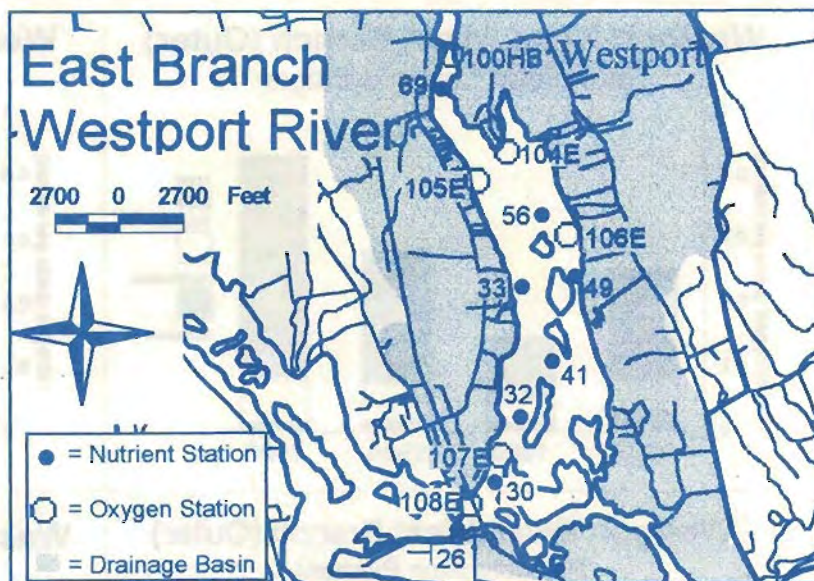 East Branch
Westport River
2700 0 2700 Feet
100HB
Westport
69
104E
105E
56
106E
33
49
41
32
107E
30
108E
26
= Nutrient Station
= Oxygen Station
= Drainage Basin